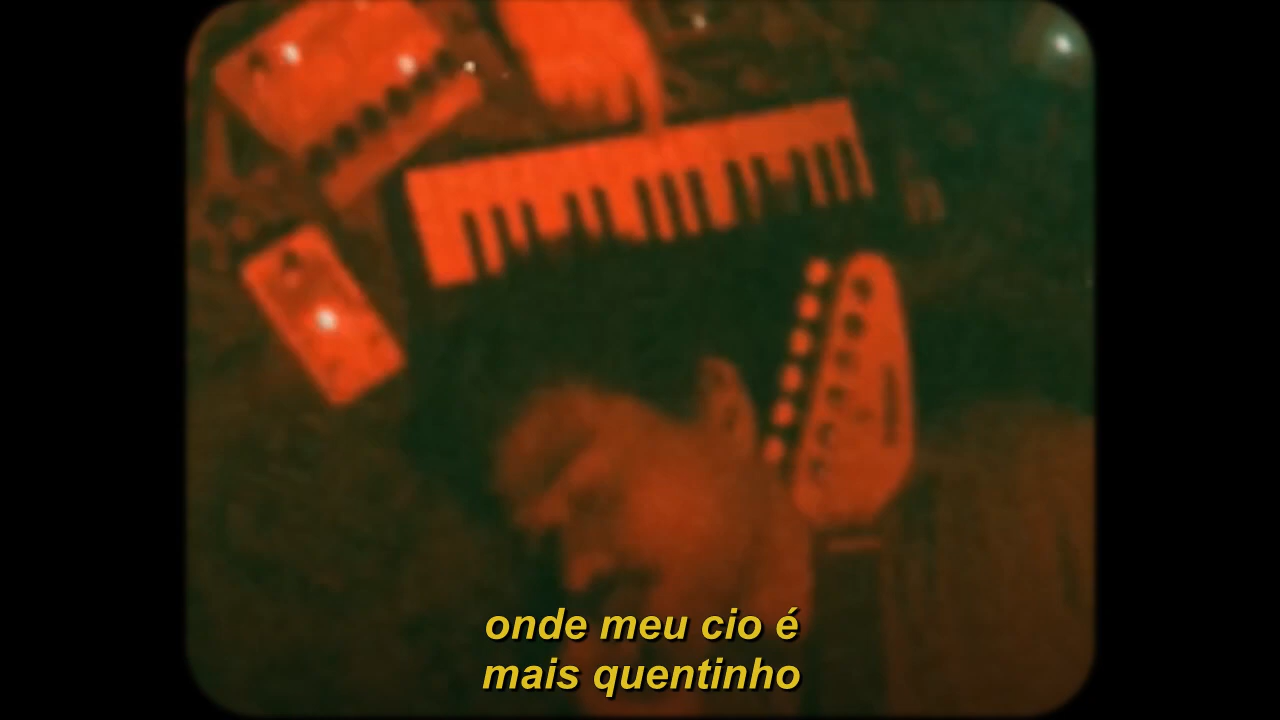 onde meu cio é
mais quentinho